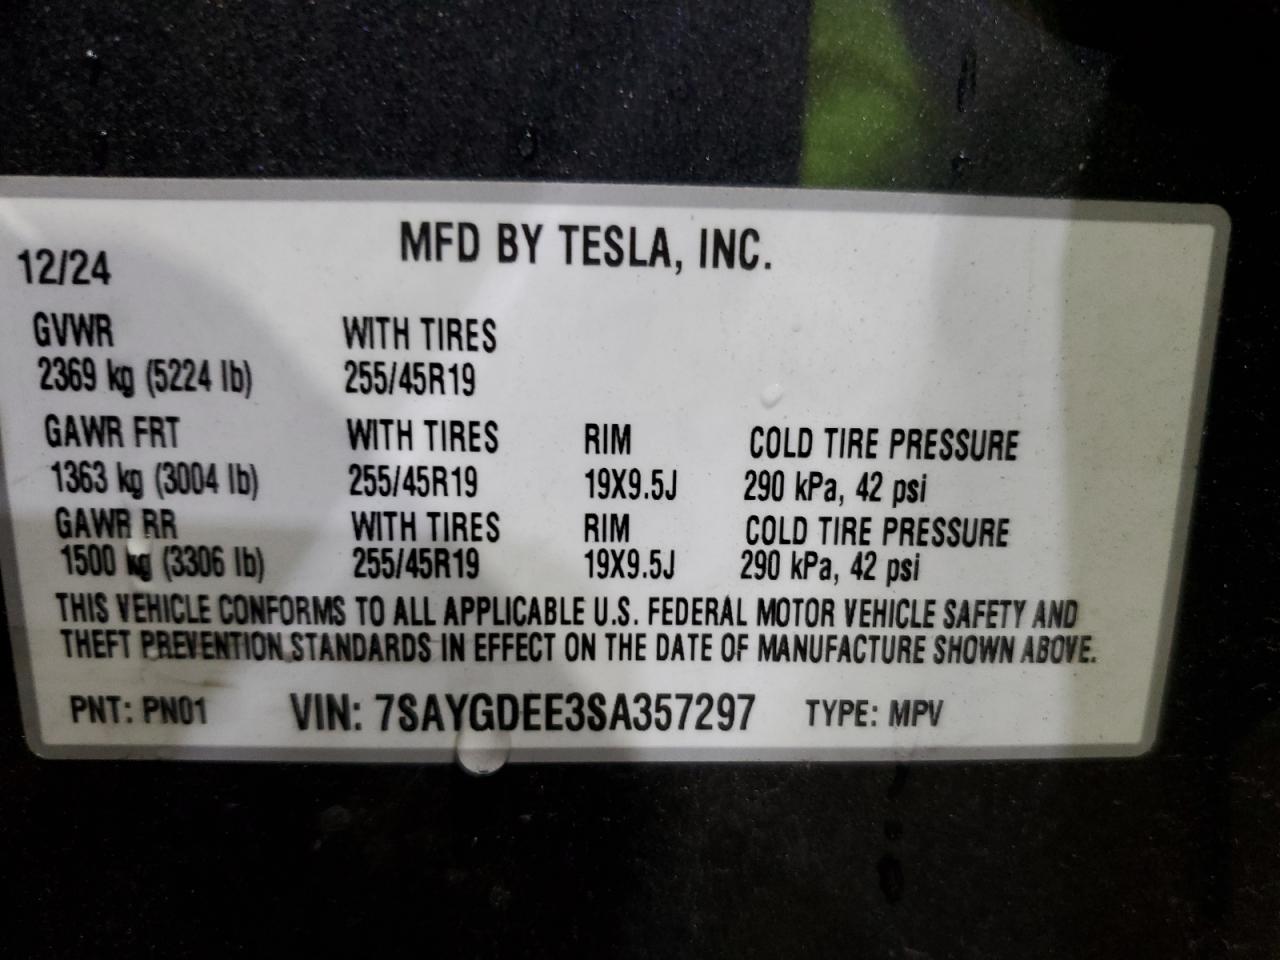 MFD BY TESLA, INC.
12/24
GVWR WITH TIRES
2369 kg (5224 lb) 255/45R19
GAWR FRT WITH TIRES RIM COLD TIRE PRESSURE
1363 kg (3004 lb) 255/45R19 19X9.5J 290 kPa, 42 psi
GAWR RR WITH TIRES RIM COLD TIRE PRESSURE
1500 kg (3306 lb) 255/45R19 19X9.5J 290 kPa, 42 psi
THIS VEHICLE CONFORMS TO ALL APPLICABLE U.S. FEDERAL MOTOR VEHICLE SAFETY AND
THEFT PREVENTION STANDARDS IN EFFECT ON THE DATE OF MANUFACTURE SHOWN ABOVE.
PNT: PN01 VIN: 7SAYGDEE3SA357297 TYPE: MPV